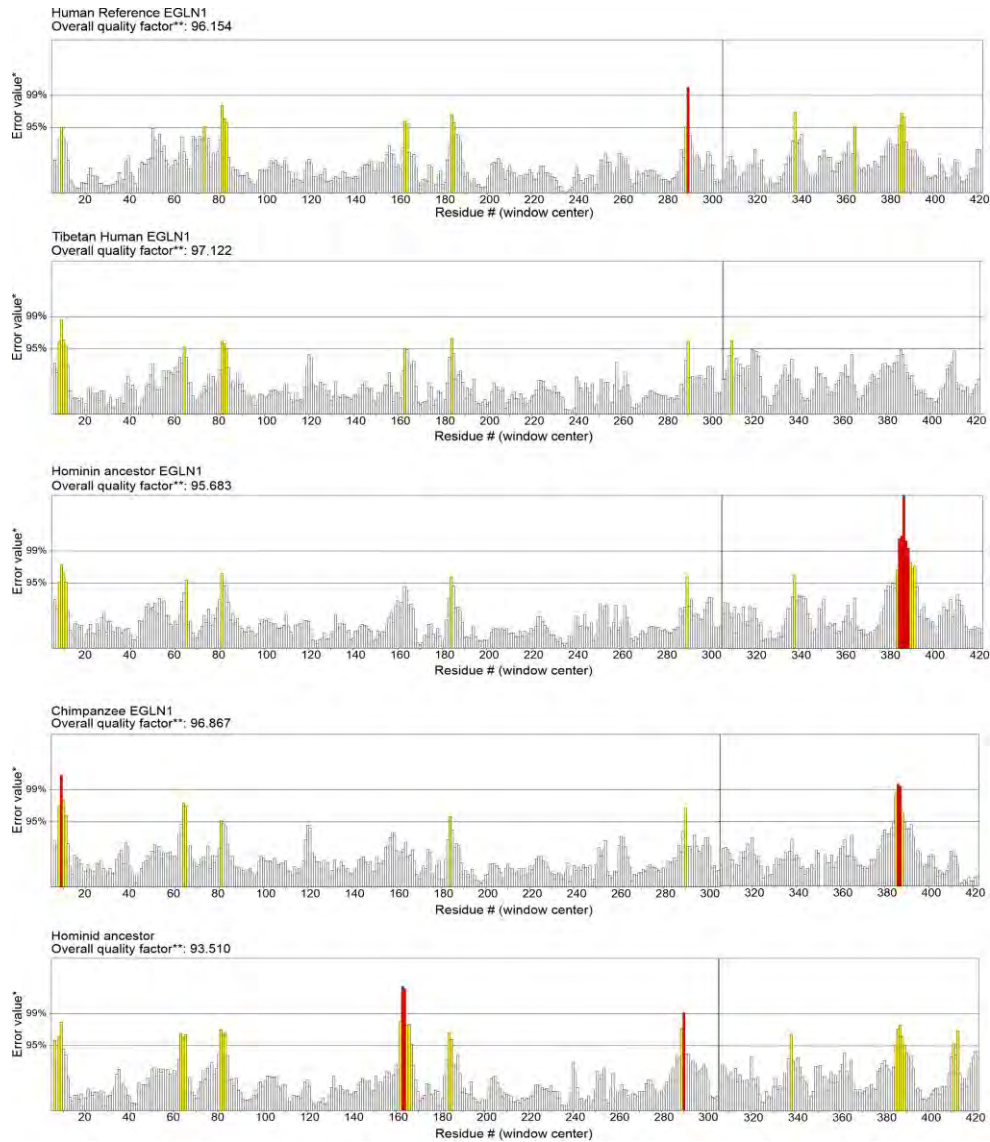 Human Reference EGLN1
Overall quality factor**: 96.154
Error value*
99%
95%
20 40 60 80 100 120 140 160 180 200 220 240 260 280 300 320 340 360 380 400 420
Residue # (window center)
Tibetan Human EGLN1
Overall quality factor**: 97.122
Error value*
99%
95%
20 40 60 80 100 120 140 160 180 200 220 240 260 280 300 320 340 360 380 400 420
Residue # (window center)
Hominin ancestor EGLN1
Overall quality factor**: 95.683
Error value*
99%
95%
20 40 60 80 100 120 140 160 180 200 220 240 260 280 300 320 340 360 380 400 420
Residue # (window center)
Chimpanzee EGLN1
Overall quality factor**: 96.867
Error value*
99%
95%
20 40 60 80 100 120 140 160 180 200 220 240 260 280 300 320 340 360 380 400 420
Residue # (window center)
Hominid ancestor
Overall quality factor**: 93.510
Error value*
99%
95%
20 40 60 80 100 120 140 160 180 200 220 240 260 280 300 320 340 360 380 400 420
Residue # (window center)